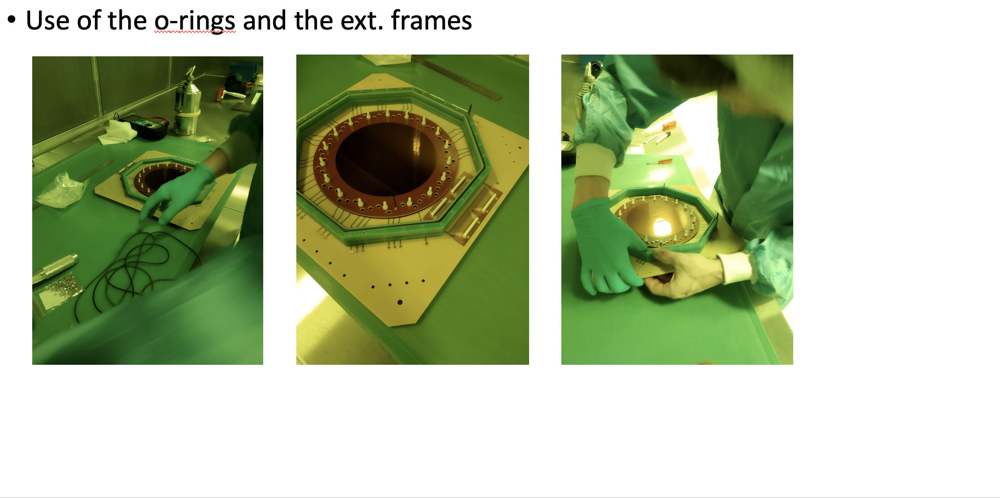 • Use of the o-rings and the ext. frames